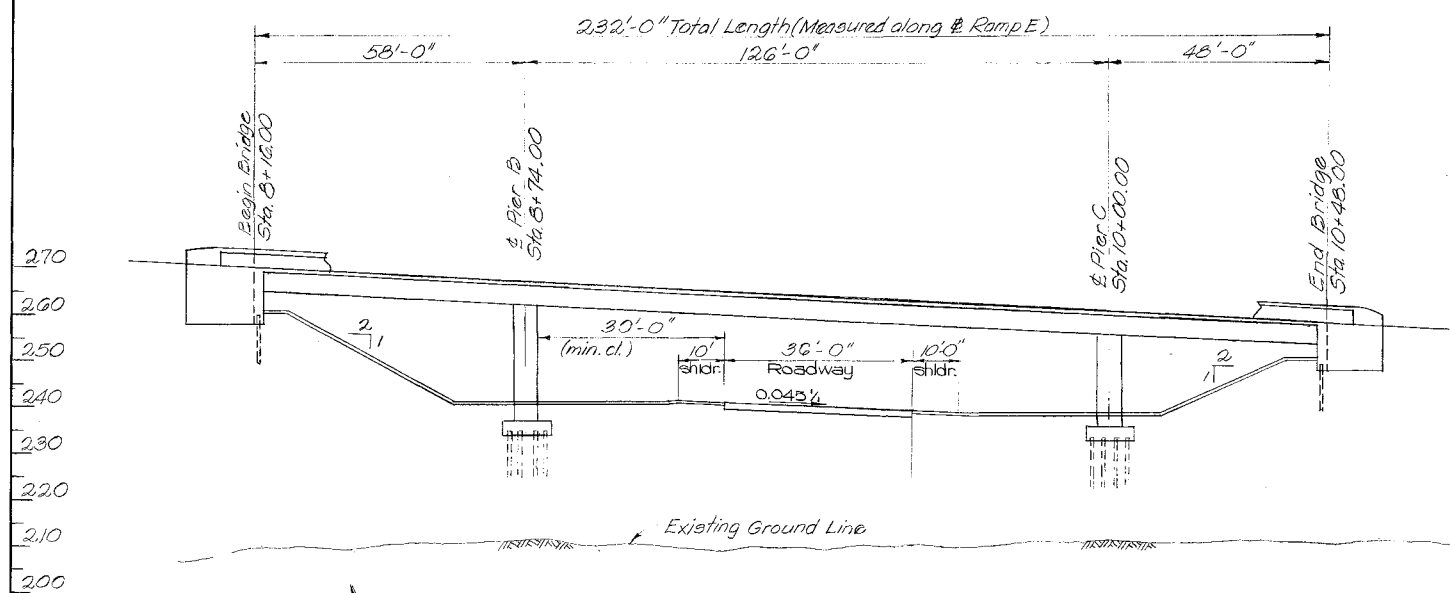 232'-0" Total Length (Measured along ℄ Ramp E)
58'-0"
126'-0"
48'-0"
Begin Bridge
Sta. 8+16.00
℄ Pier B
Sta. 8+74.00
℄ Pier C
Sta. 10+00.00
End Bridge
Sta. 10+48.00
270
260
250
240
230
220
210
200
2
1
30'-0"
(min. cl.)
10'
shldr.
36'-0"
Roadway
10'-0"
shldr.
0.045'/,
2
1
Existing Ground Line